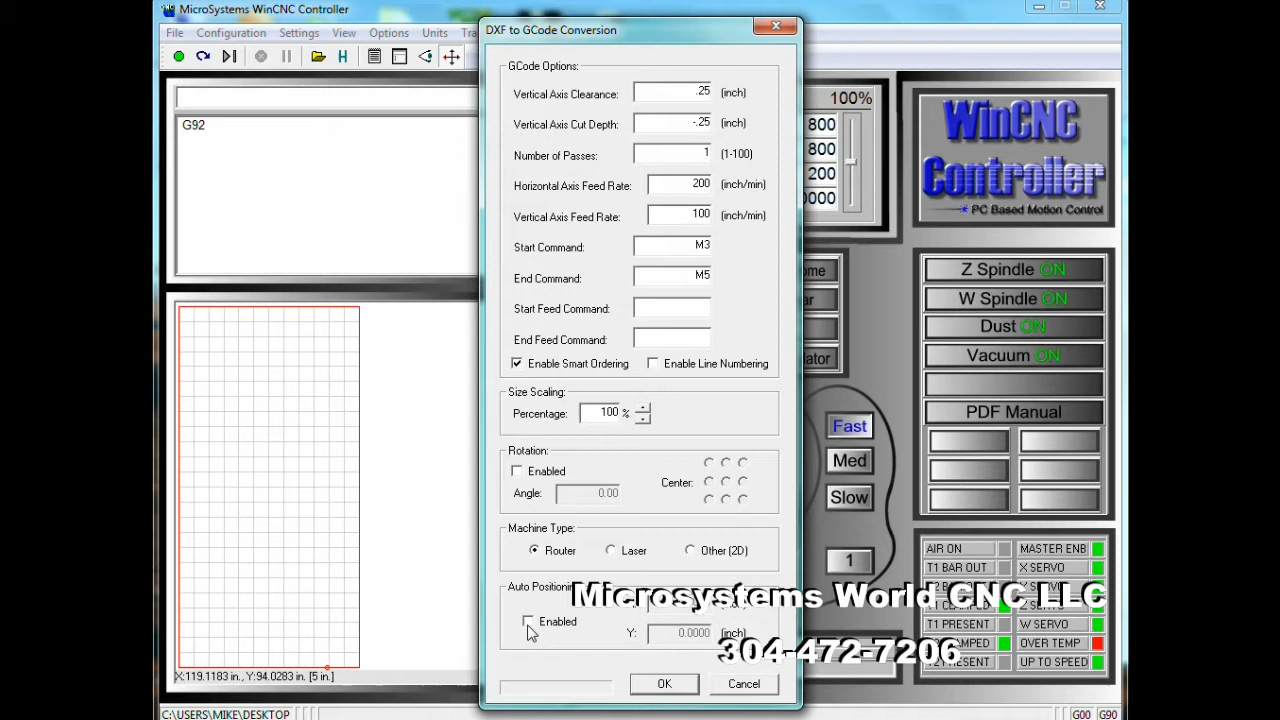 MicroSystems WinCNC Controller
File Configuration Settings View Options Units
H
G92
X:119.1183 in., Y:94.0283 in. [5 in.]
C:\USERS\MIKE\DESKTOP
DXF to GCode Conversion
GCode Options:
Vertical Axis Clearance: .25 (inch)
Vertical Axis Cut Depth: -.25 (inch)
Number of Passes: 1 (1-100)
Horizontal Axis Feed Rate: 200 (inch/min)
Vertical Axis Feed Rate: 100 (inch/min)
Start Command: M3
End Command: M5
Start Feed Command:
End Feed Command:
Enable Smart Ordering Enable Line Numbering
Size Scaling:
Percentage: 100 %
Rotation:
Enabled
Angle: 0.00 Center:
Machine Type:
Router Laser Other (2D)
Auto Positioning
Enabled
Y: 0.0000 (inch)
OK Cancel
100%
800
800
200
0000
Fast
Med
Slow
1
WinCNC
Controller
PC Based Motion Control
Z Spindle ON
W Spindle ON
Dust ON
Vacuum ON
PDF Manual
AIR ON MASTER ENB
T1 BAR OUT X SERVO
T1 PRESENT W SERVO
OVER TEMP
UP TO SPEED
G00 G90
Microsystems World CNC LLC
304-472-7206